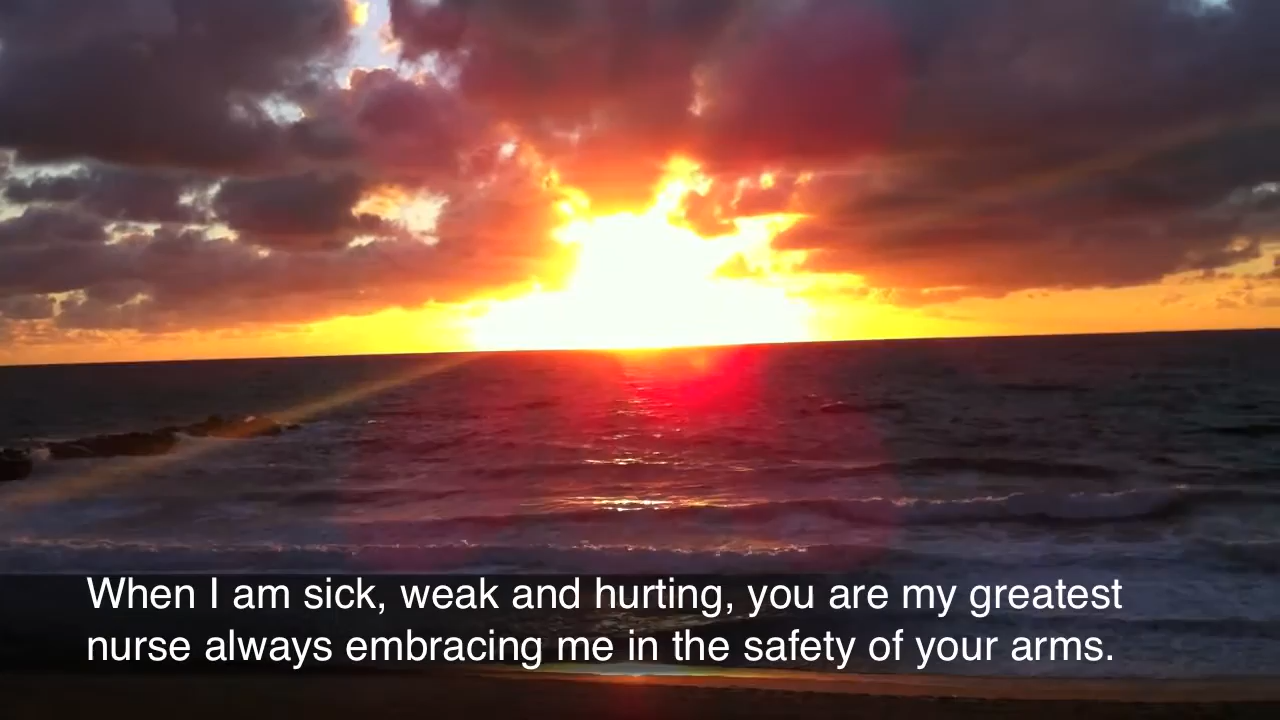 When I am sick, weak and hurting, you are my greatest
nurse always embracing me in the safety of your arms.